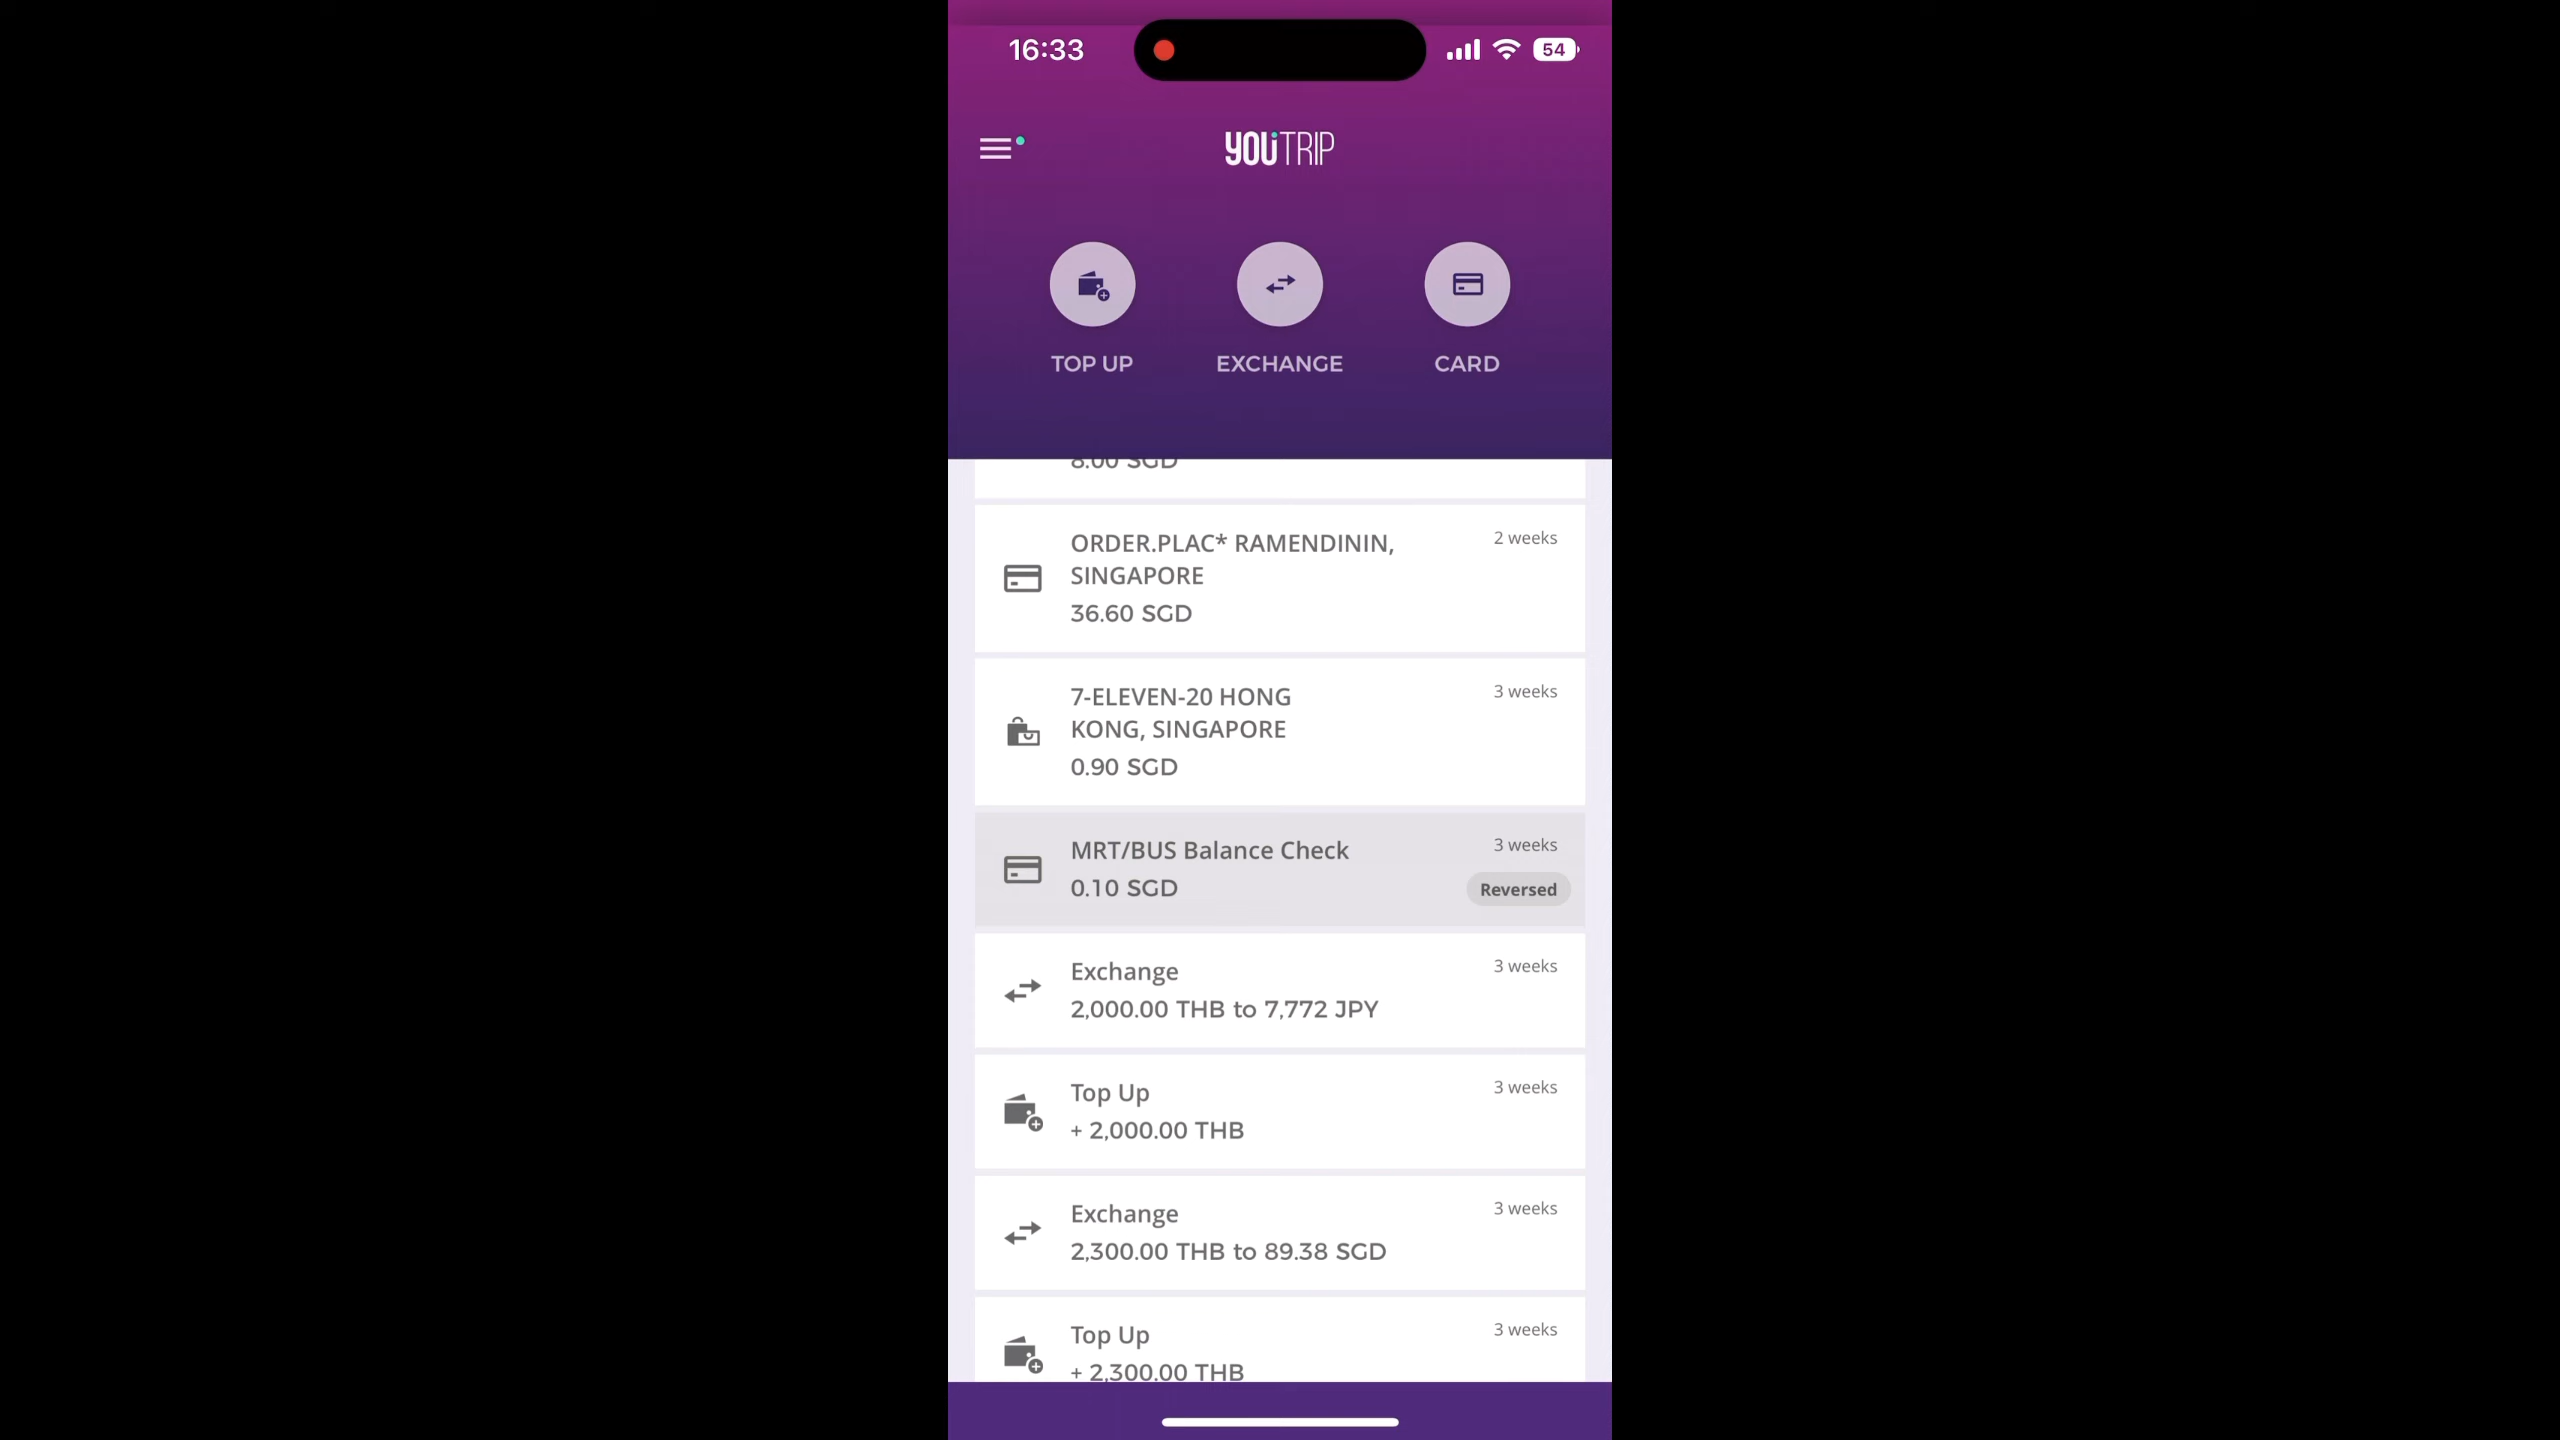 16:33
54
YOUTRIP
TOP UP
EXCHANGE
CARD
8.00 SGD
ORDER.PLAC* RAMENDININ,
SINGAPORE
36.60 SGD
2 weeks
7-ELEVEN-20 HONG
KONG, SINGAPORE
0.90 SGD
3 weeks
MRT/BUS Balance Check
0.10 SGD
3 weeks
Reversed
Exchange
2,000.00 THB to 7,772 JPY
3 weeks
Top Up
+ 2,000.00 THB
3 weeks
Exchange
2,300.00 THB to 89.38 SGD
3 weeks
Top Up
+ 2,300.00 THB
3 weeks